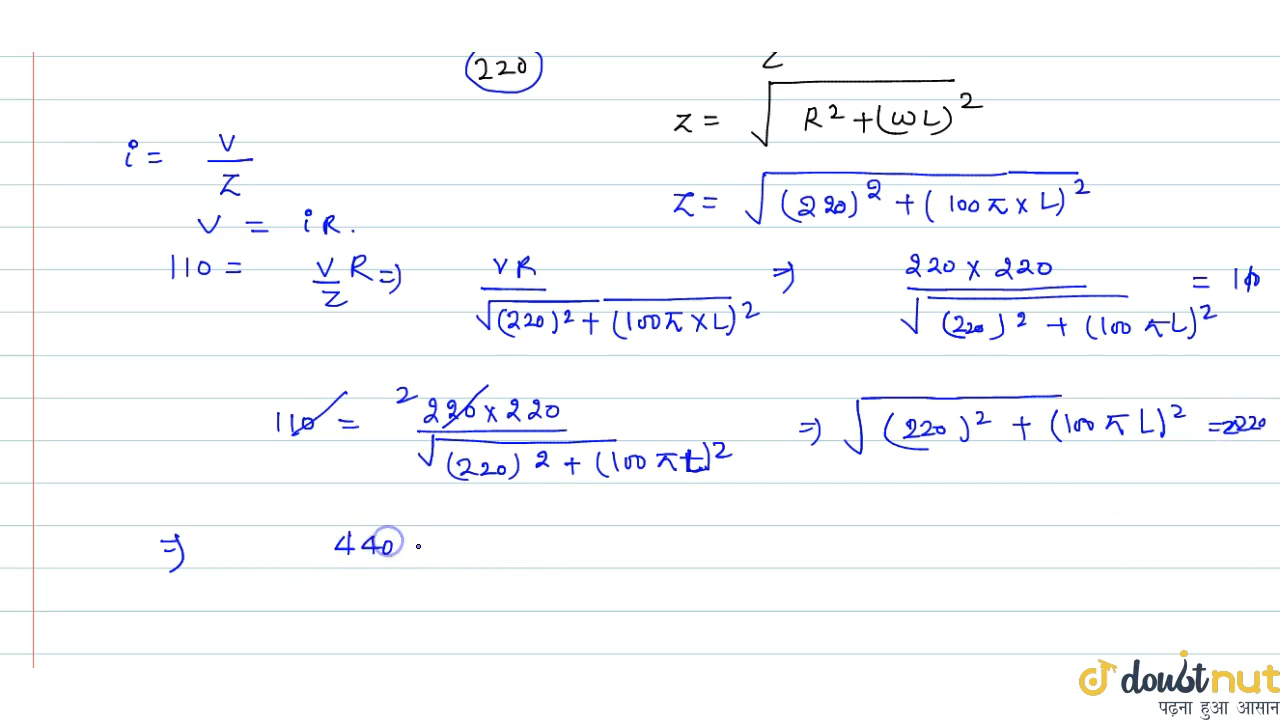 220
z = √(R² + (ωL)²)
i = V/Z
z = √((220)² + (100π × L)²)
V = iR.
110 = V/Z R ⇒ VR/√((220)² + (100π × L)²) ⇒ 220 × 220/√((220)² + (100πL)²) = 110
110 = 2 220 × 220/√((220)² + (100πL)²) ⇒ √((220)² + (100πL)²) = 2220
⇒ 440
doubtnut
पढ़ना हुआ आसान